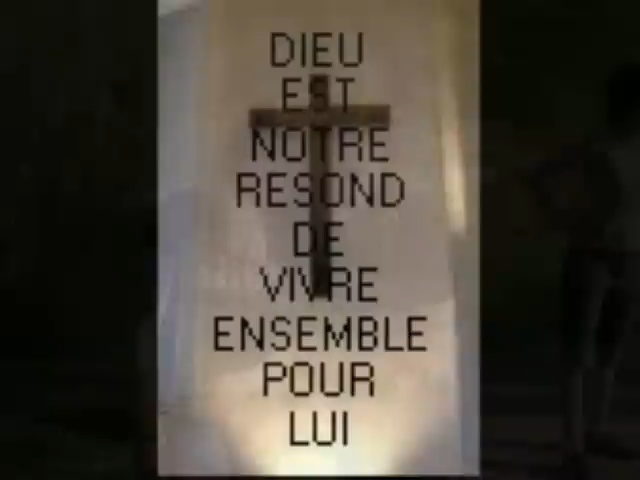 DIEU
EST
NOTRE
RESOND
DE
VIVRE
ENSEMBLE
POUR
LUI